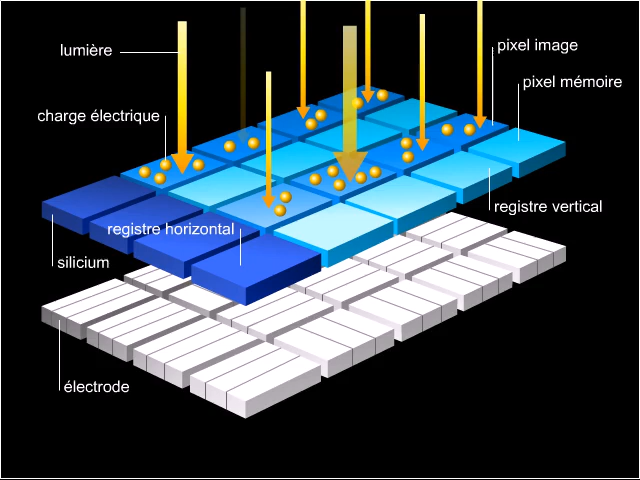 lumière
pixel image
pixel mémoire
charge électrique
registre vertical
registre horizontal
silicium
électrode